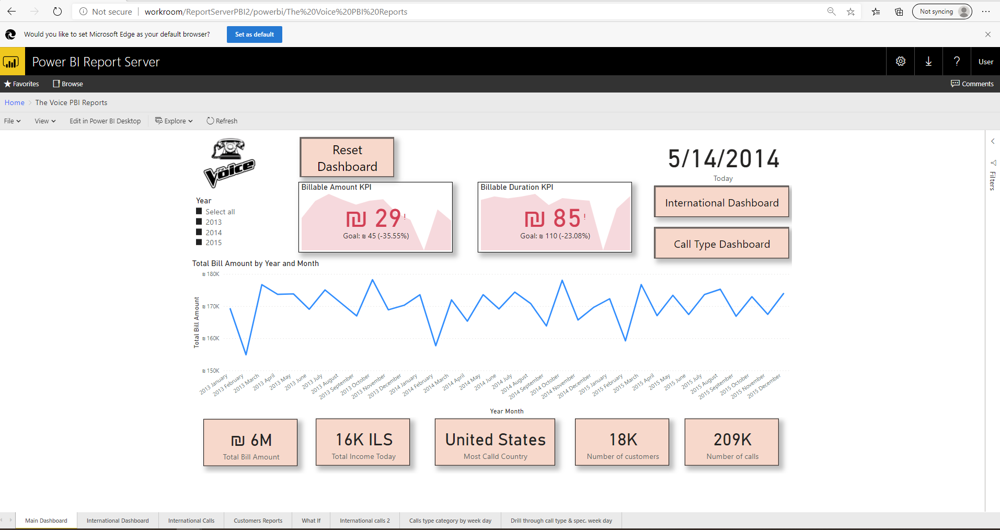 Not secure
workroom/ReportServerPBI2/powerbi/The%20Voice%20PBI%20Reports
Not syncing
Would you like to set Microsoft Edge as your default browser?
Set as default
Power BI Report Server
?
User
Favorites
Browse
Comments
Home > The Voice PBI Reports
File
View
Edit in Power BI Desktop
Explore
Refresh
the Voice
Reset
Dashboard
5/14/2014
Today
Filters
Year
Select all
2013
2014
2015
Billable Amount KPI
₪ 29!
Goal: ₪ 45 (-35.55%)
Billable Duration KPI
₪ 85!
Goal: ₪ 110 (-23.08%)
International Dashboard
Call Type Dashboard
Total Bill Amount by Year and Month
Total Bill Amount
₪ 180K
₪ 170K
₪ 160K
₪ 150K
2013 January
2013 February
2013 March
2013 April
2013 May
2013 June
2013 July
2013 August
2013 September
2013 October
2013 November
2013 December
2014 January
2014 February
2014 March
2014 April
2014 May
2014 June
2014 July
2014 August
2014 September
2014 October
2014 November
2014 December
2015 January
2015 February
2015 March
2015 April
2015 May
2015 June
2015 July
2015 August
2015 September
2015 October
2015 November
2015 December
Year Month
₪ 6M
Total Bill Amount
16K ILS
Total Income Today
United States
Most Calld Country
18K
Number of customers
209K
Number of calls
Main Dashboard
International Dashboard
International Calls
Customers Reports
What If
International calls 2
Calls type category by week day
Drill through call type & spec. week day